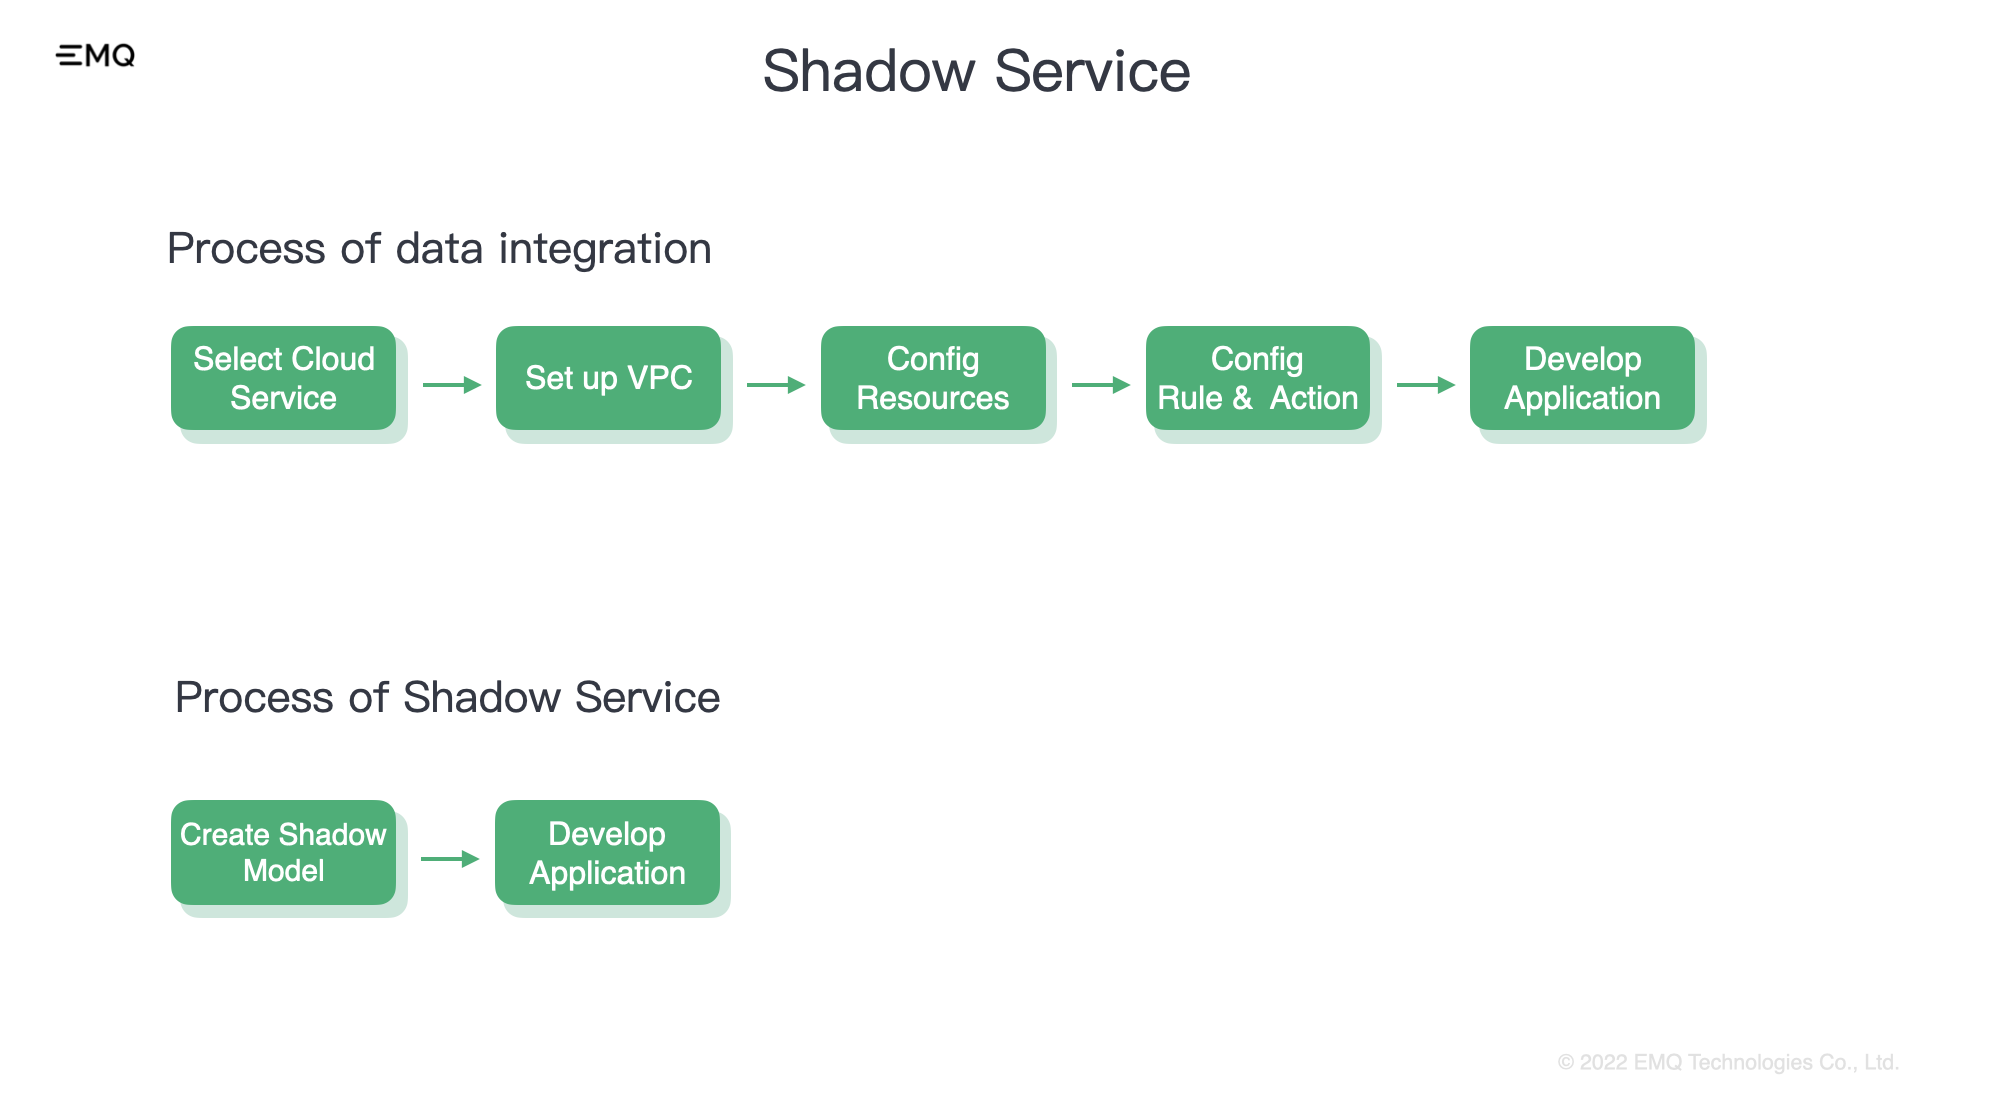 EMQ
Shadow Service
Process of data integration
Select Cloud
Service
Set up VPC
Config
Resources
Config
Rule &  Action
Develop
Application
Process of Shadow Service
Create Shadow
Model
Develop
Application
© 2022 EMQ Technologies Co., Ltd.